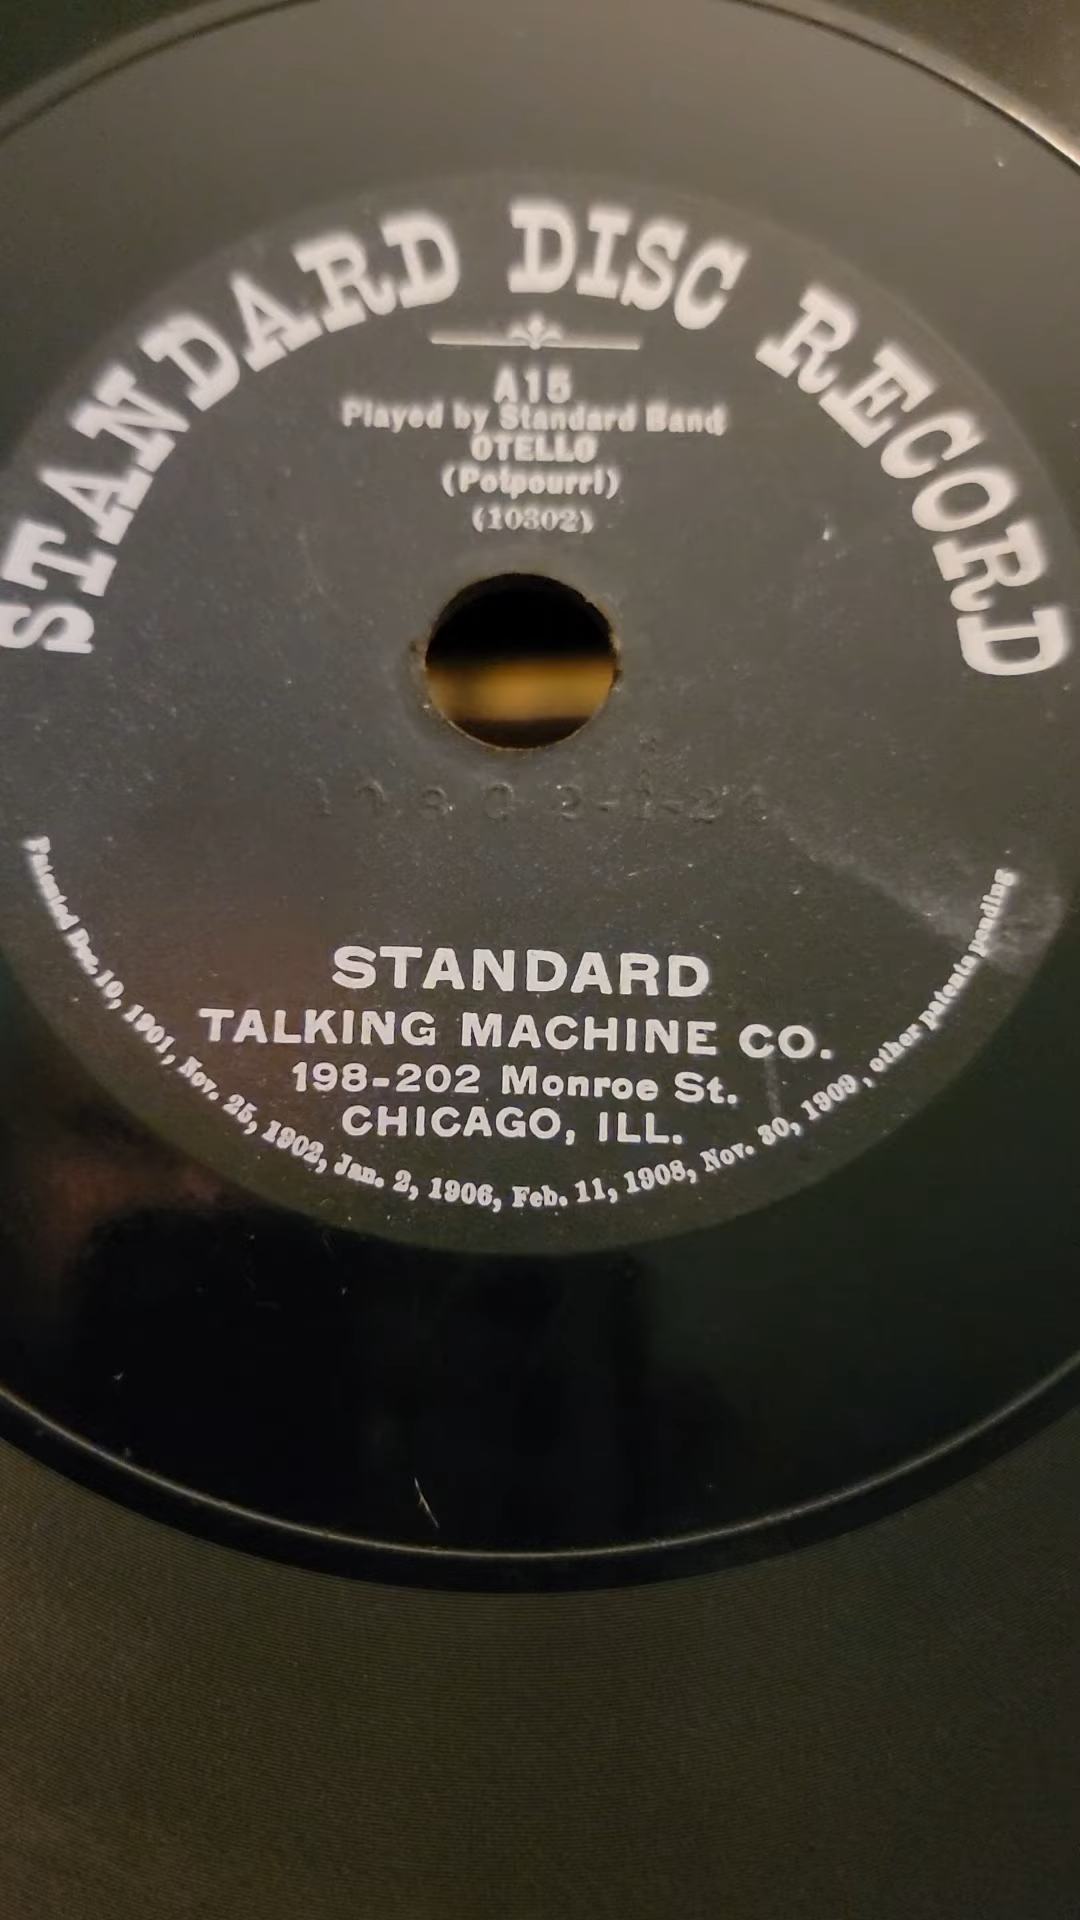 STANDARD DISC RECORD
A15
Played by Standard Band
OTELLO
(Potpourri)
(10302)
STANDARD
TALKING MACHINE CO.
198-202 Monroe St.
CHICAGO, ILL.
Patented Dec. 10, 1901, Nov. 25, 1902, Jan. 2, 1906, Feb. 11, 1908, Nov. 30, 1909, other patents pending